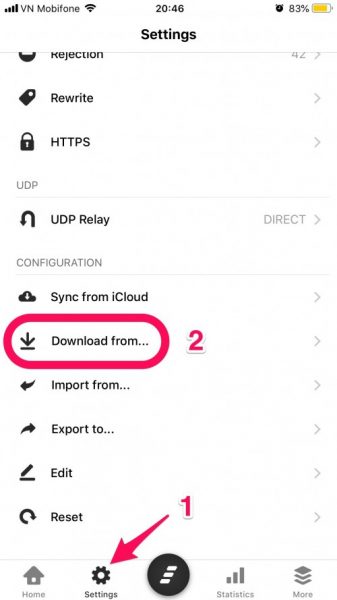 VN Mobifone 20:46 83%
Settings
Rejection 42
Rewrite
HTTPS
UDP
UDP Relay DIRECT
CONFIGURATION
Sync from iCloud
Download from... 2
Import from...
Export to...
Edit
Reset
1
Home Settings Statistics More